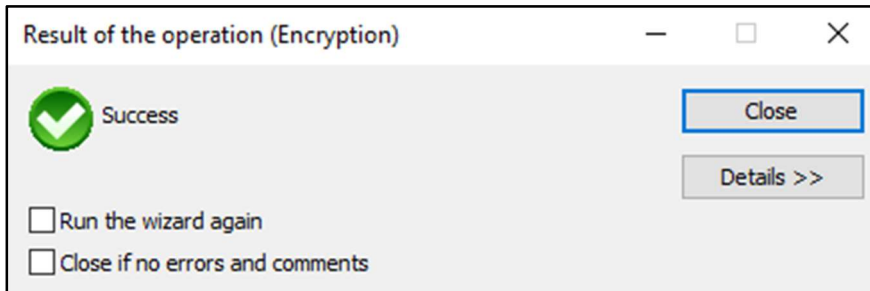 Result of the operation (Encryption)
Success
Close
Details >>
Run the wizard again
Close if no errors and comments